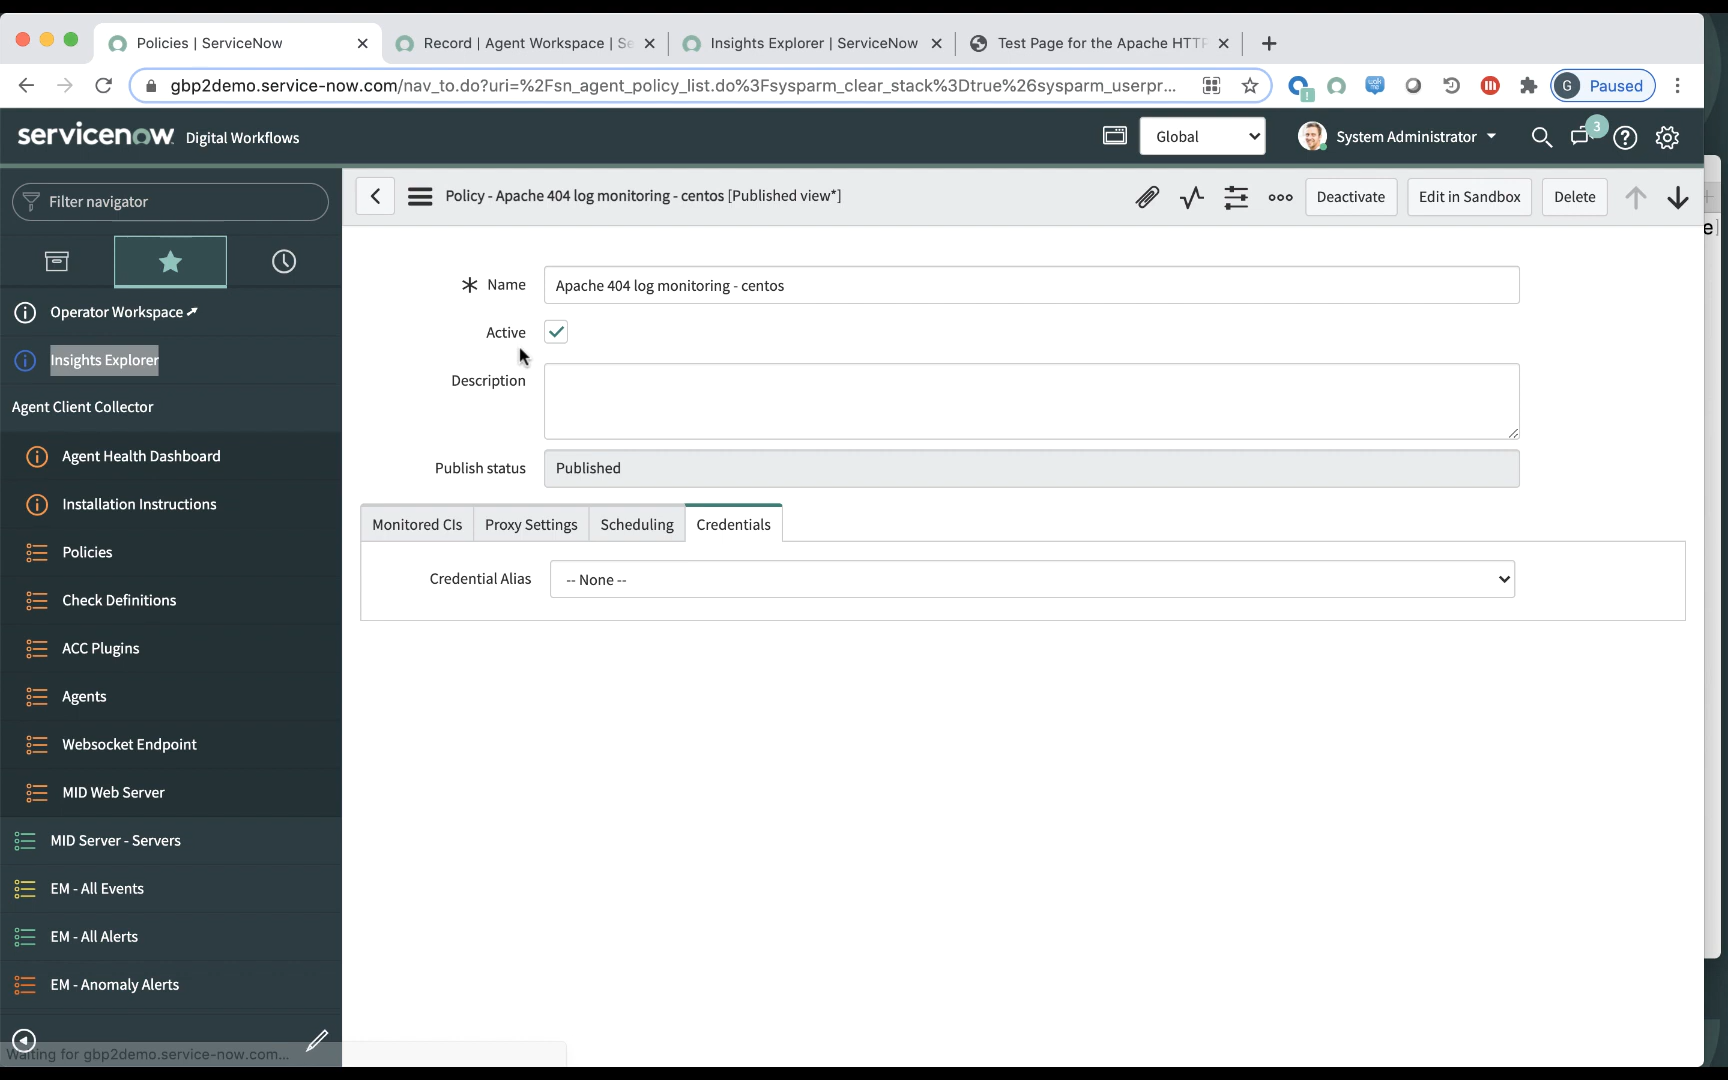 Policies | ServiceNow
Record | Agent Workspace | Se
Insights Explorer | ServiceNow
Test Page for the Apache HTTP
gbp2demo.service-now.com/nav_to.do?uri=%2Fsn_agent_policy_list.do%3Fsysparm_clear_stack%3Dtrue%26sysparm_userpr...
G Paused
servicenow Digital Workflows
Global
System Administrator
3
Filter navigator
Policy - Apache 404 log monitoring - centos [Published view*]
Deactivate
Edit in Sandbox
Delete
e]
Operator Workspace
Insights Explorer
Agent Client Collector
Agent Health Dashboard
Installation Instructions
Policies
Check Definitions
ACC Plugins
Agents
Websocket Endpoint
MID Web Server
MID Server - Servers
EM - All Events
EM - All Alerts
EM - Anomaly Alerts
Waiting for gbp2demo.service-now.com...
Name
Apache 404 log monitoring - centos
Active
Description
Publish status
Published
Monitored CIs
Proxy Settings
Scheduling
Credentials
Credential Alias
-- None --